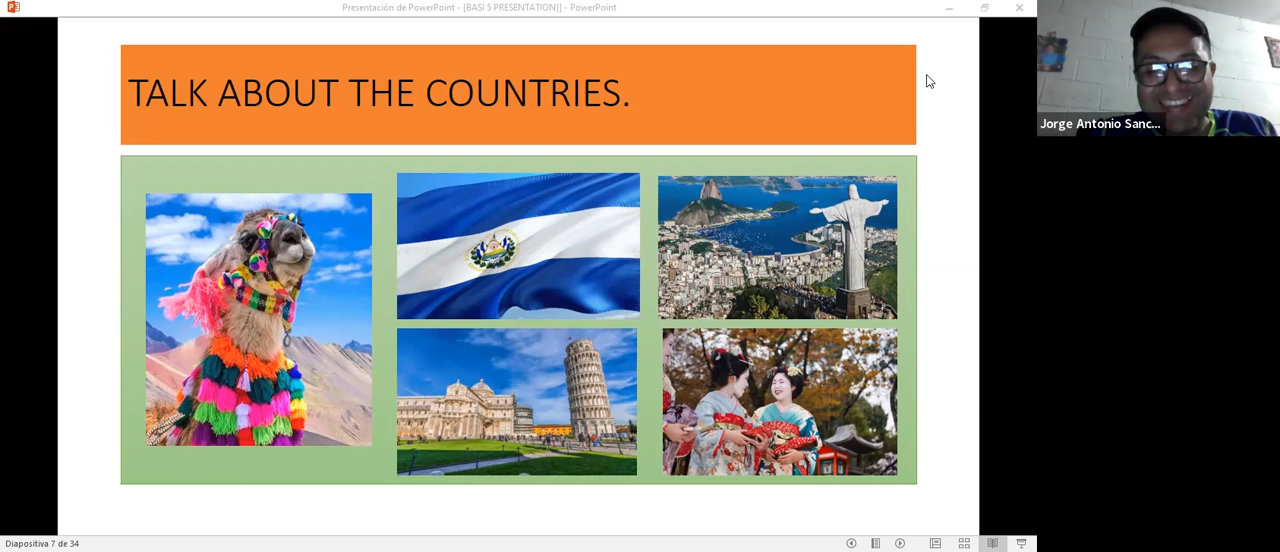 Presentación de PowerPoint - [BASI 5 PRESENTATION)] - PowerPoint
TALK ABOUT THE COUNTRIES.
Jorge Antonio Sanc...
Diapositiva 7 de 34